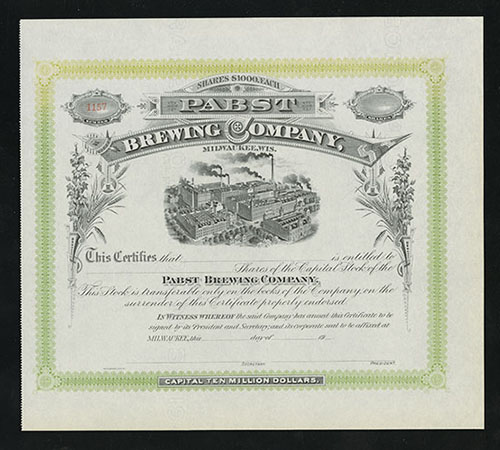 SHARES $1000, EACH.
1157
PABST
BREWING COMPANY,
MILWAUKEE, WIS.
This Certifies that is entitled to
Shares of the Capital Stock of the
PABST BREWING COMPANY,
This Stock is transferable only on the books of the Company on the
surrender of this Certificate properly endorsed.
IN WITNESS WHEREOF the said Company has caused this Certificate to be
signed by its President and Secretary, and its corporate seal to be affixed at
MILWAUKEE, this day of 19
SECRETARY. PRESIDENT.
CAPITAL TEN MILLION DOLLARS.